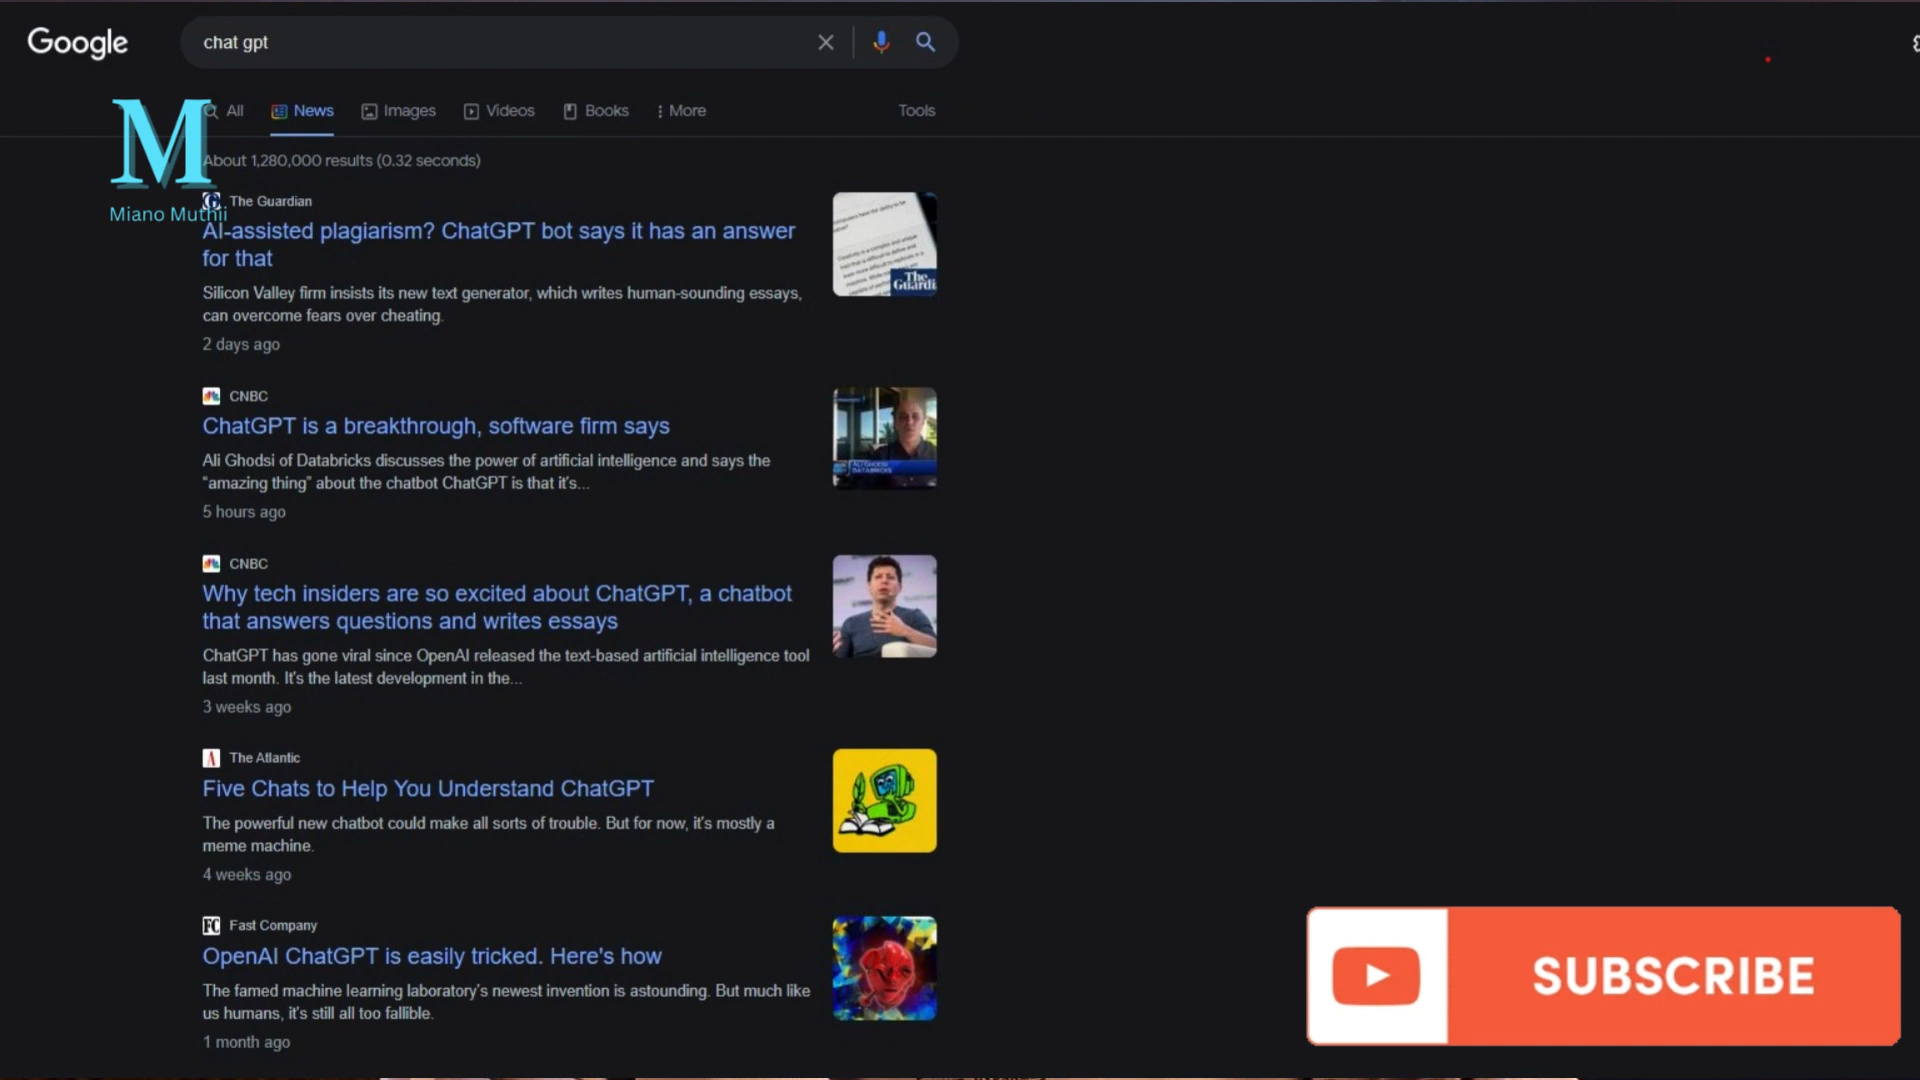 Google
chat gpt
All
News
Images
Videos
Books
More
Tools
M
Miano Muthii
About 1,280,000 results (0.32 seconds)
The Guardian
AI-assisted plagiarism? ChatGPT bot says it has an answer
for that
Silicon Valley firm insists its new text generator, which writes human-sounding essays,
can overcome fears over cheating.
2 days ago
The
Guardi
CNBC
ChatGPT is a breakthrough, software firm says
Ali Ghodsi of Databricks discusses the power of artificial intelligence and says the
“amazing thing” about the chatbot ChatGPT is that it's...
5 hours ago
ALI GHODSI
DATABRICKS
CNBC
Why tech insiders are so excited about ChatGPT, a chatbot
that answers questions and writes essays
ChatGPT has gone viral since OpenAI released the text-based artificial intelligence tool
last month. It's the latest development in the...
3 weeks ago
A
The Atlantic
Five Chats to Help You Understand ChatGPT
The powerful new chatbot could make all sorts of trouble. But for now, it's mostly a
meme machine.
4 weeks ago
FC
Fast Company
OpenAI ChatGPT is easily tricked. Here's how
The famed machine learning laboratory's newest invention is astounding. But much like
us humans, it's still all too fallible.
1 month ago
SUBSCRIBE